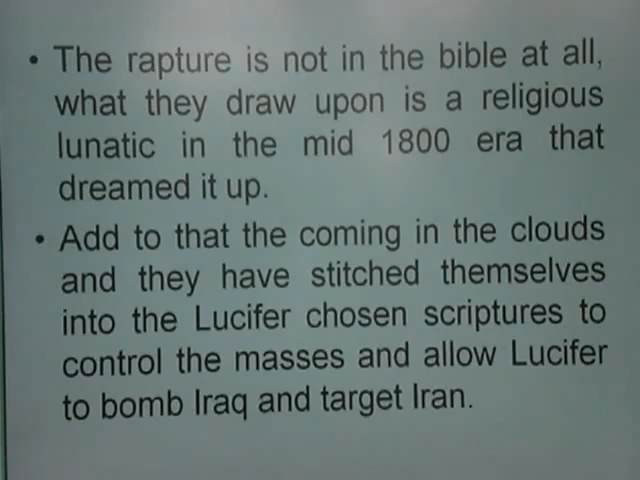 • The rapture is not in the bible at all,
what they draw upon is a religious
lunatic in the mid 1800 era that
dreamed it up.
• Add to that the coming in the clouds
and they have stitched themselves
into the Lucifer chosen scriptures to
control the masses and allow Lucifer
to bomb Iraq and target Iran.